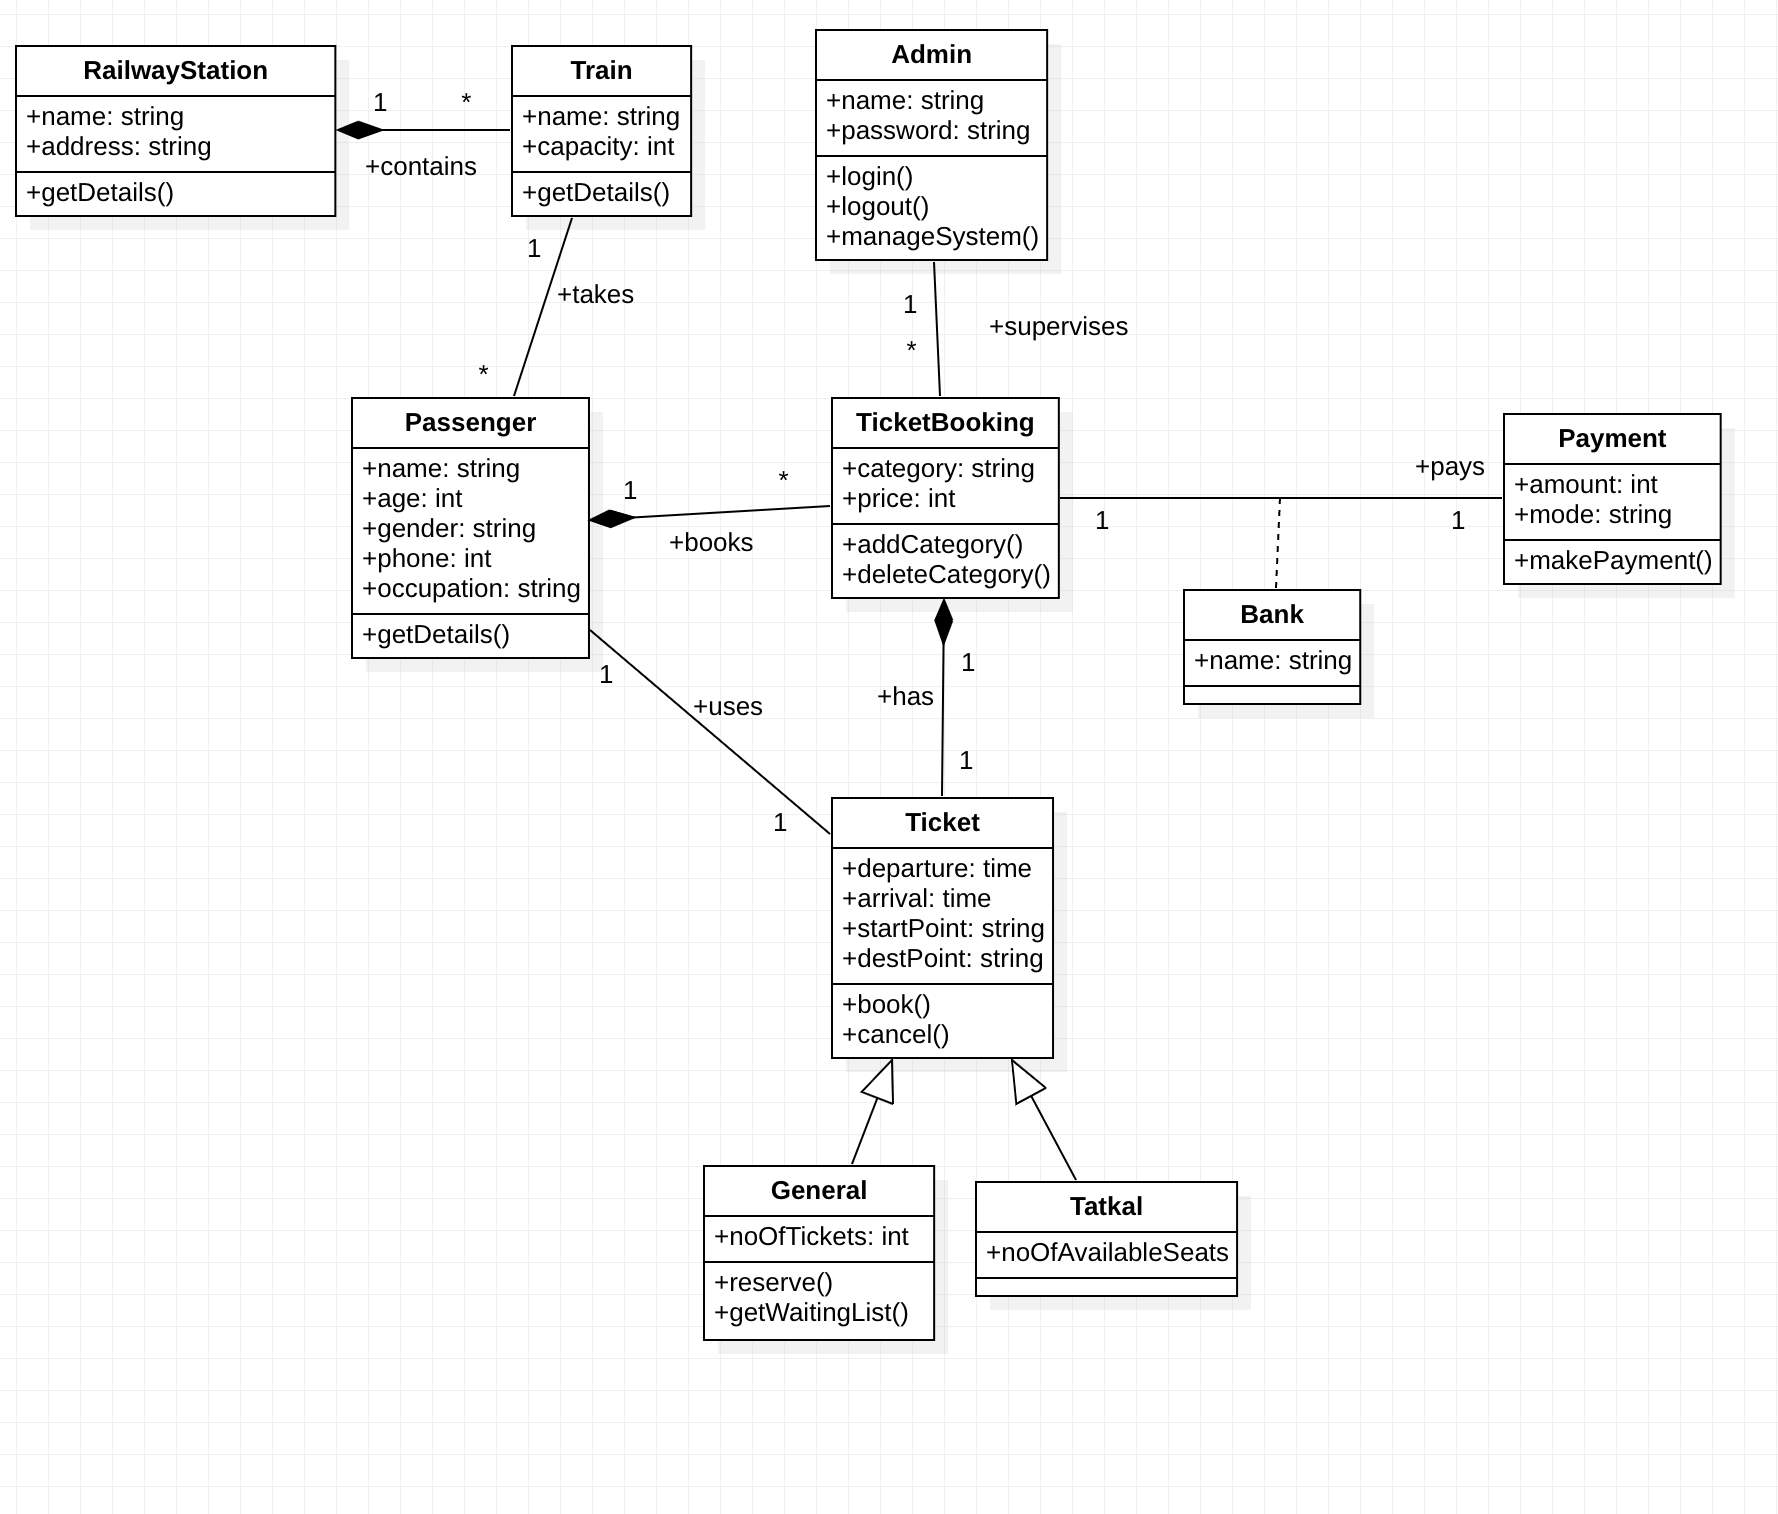 RailwayStation
+name: string
+address: string
+getDetails()
1
*
+contains
Train
+name: string
+capacity: int
+getDetails()
Admin
+name: string
+password: string
+login()
+logout()
+manageSystem()
1
+takes
*
1
+supervises
*
Passenger
+name: string
+age: int
+gender: string
+phone: int
+occupation: string
+getDetails()
1
*
+books
TicketBooking
+category: string
+price: int
+addCategory()
+deleteCategory()
+pays
1
1
Payment
+amount: int
+mode: string
+makePayment()
Bank
+name: string
1
+uses
1
1
+has
1
Ticket
+departure: time
+arrival: time
+startPoint: string
+destPoint: string
+book()
+cancel()
General
+noOfTickets: int
+reserve()
+getWaitingList()
Tatkal
+noOfAvailableSeats